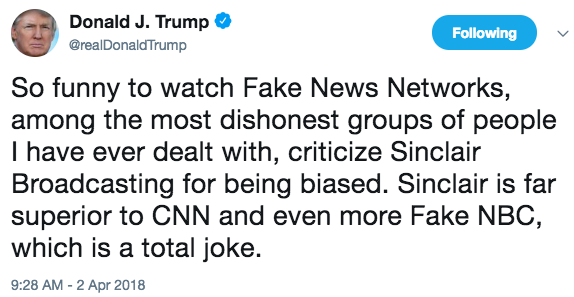 Donald J. Trump
@realDonaldTrump
Following
So funny to watch Fake News Networks,
among the most dishonest groups of people
I have ever dealt with, criticize Sinclair
Broadcasting for being biased. Sinclair is far
superior to CNN and even more Fake NBC,
which is a total joke.
9:28 AM - 2 Apr 2018